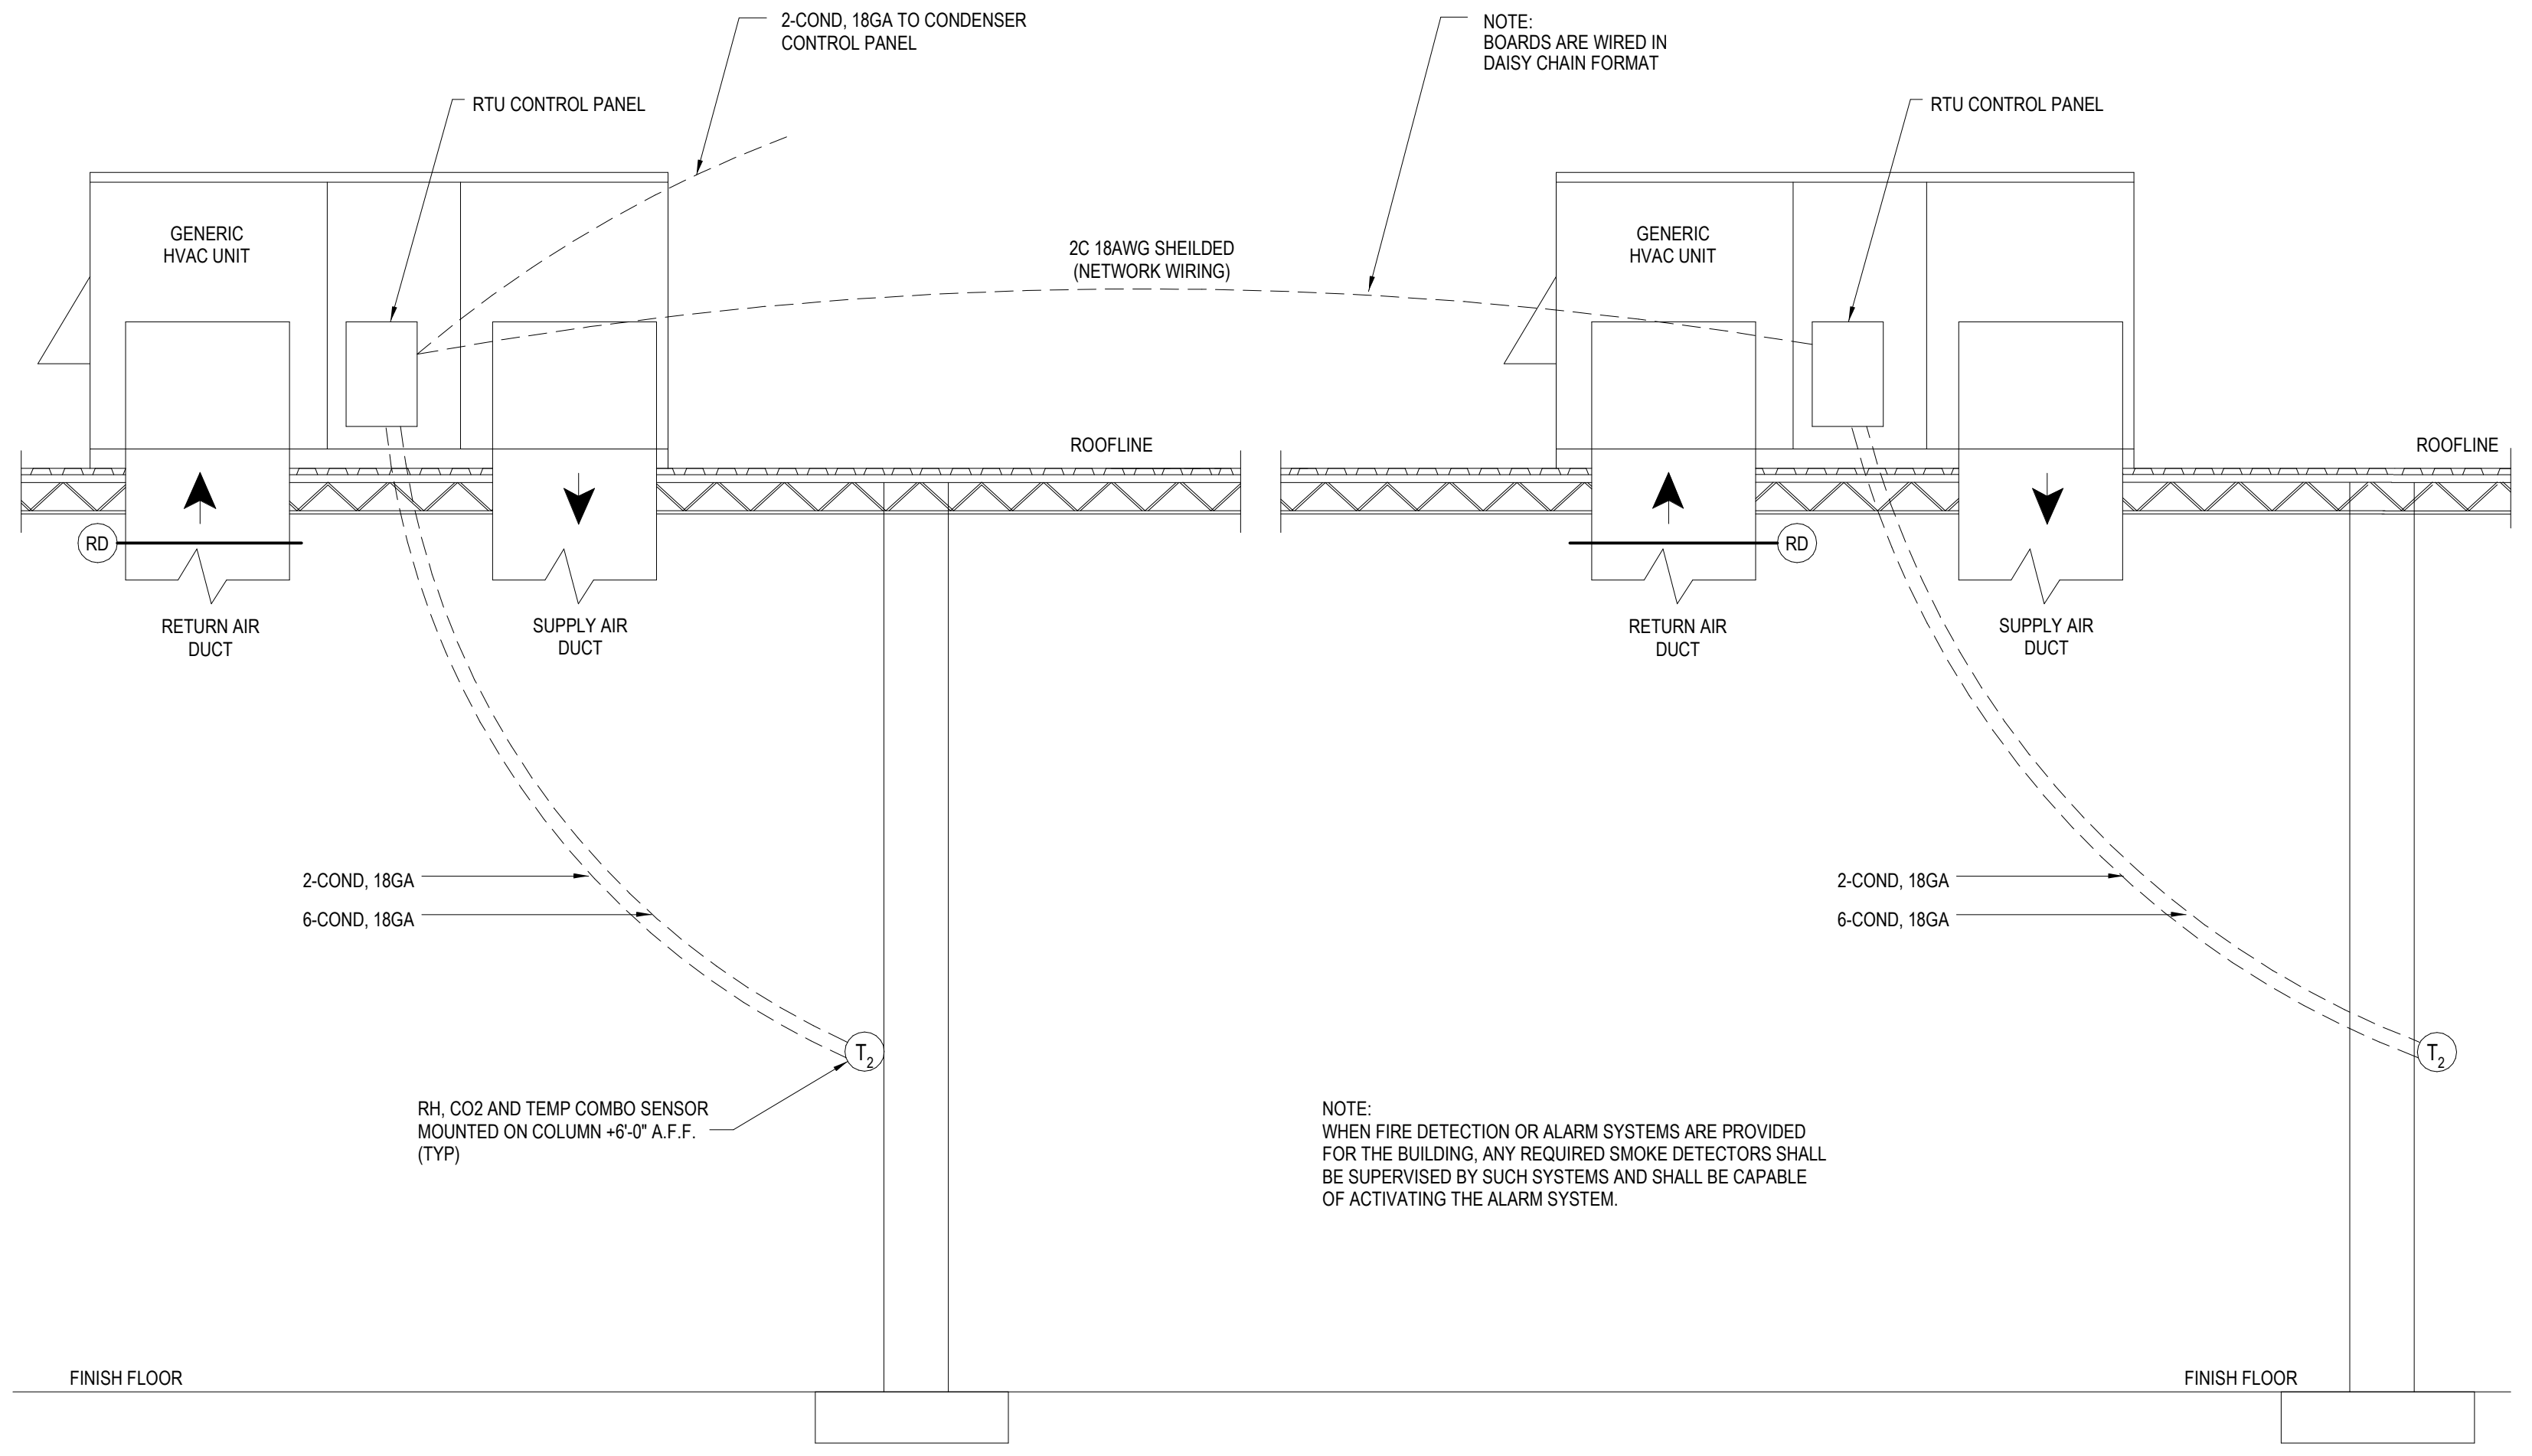 2-COND, 18GA TO CONDENSER
CONTROL PANEL
NOTE:
BOARDS ARE WIRED IN
DAISY CHAIN FORMAT
RTU CONTROL PANEL
RTU CONTROL PANEL
GENERIC
HVAC UNIT
2C 18AWG SHEILDED
(NETWORK WIRING)
GENERIC
HVAC UNIT
ROOFLINE
ROOFLINE
RD
RD
RETURN AIR
DUCT
SUPPLY AIR
DUCT
RETURN AIR
DUCT
SUPPLY AIR
DUCT
2-COND, 18GA
6-COND, 18GA
2-COND, 18GA
6-COND, 18GA
T2
T2
RH, CO2 AND TEMP COMBO SENSOR
MOUNTED ON COLUMN +6'-0" A.F.F.
(TYP)
NOTE:
WHEN FIRE DETECTION OR ALARM SYSTEMS ARE PROVIDED
FOR THE BUILDING, ANY REQUIRED SMOKE DETECTORS SHALL
BE SUPERVISED BY SUCH SYSTEMS AND SHALL BE CAPABLE
OF ACTIVATING THE ALARM SYSTEM.
FINISH FLOOR
FINISH FLOOR